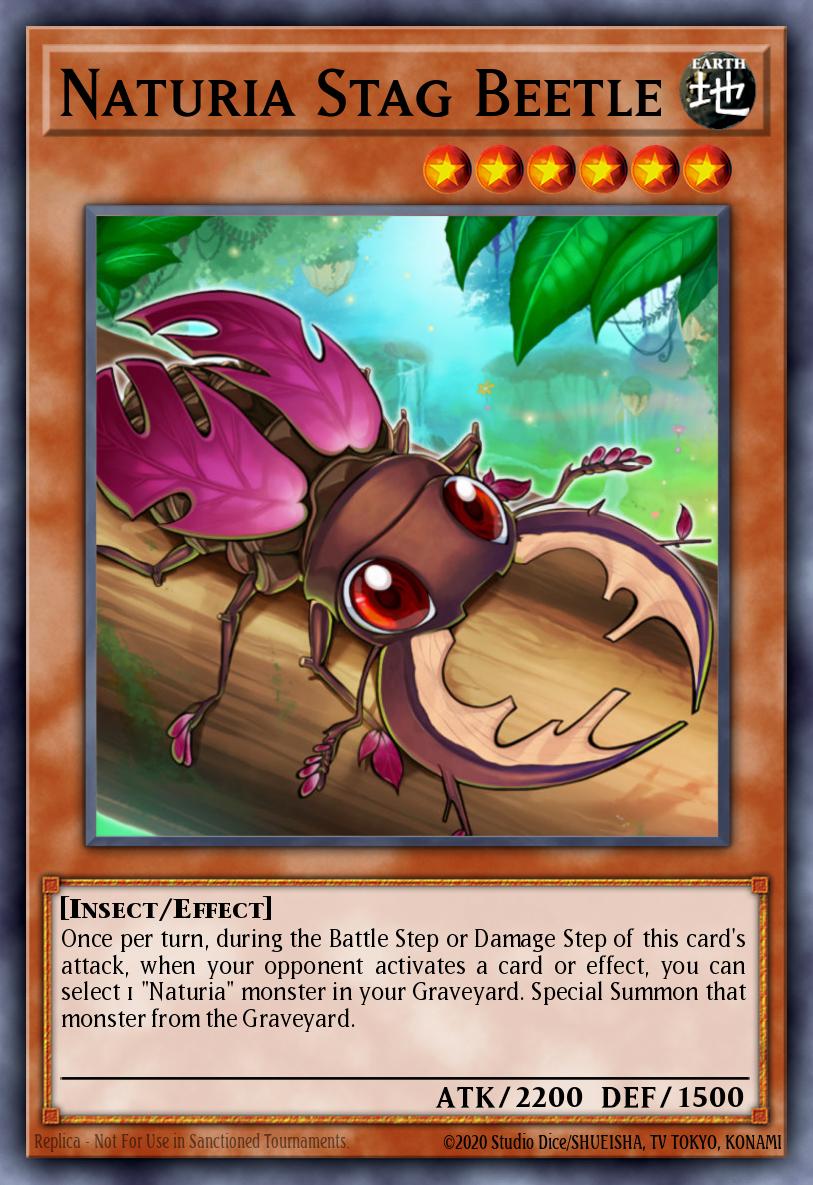 Naturia Stag Beetle
EARTH
地
[Insect/Effect]
Once per turn, during the Battle Step or Damage Step of this card's
attack, when your opponent activates a card or effect, you can
select 1 "Naturia" monster in your Graveyard. Special Summon that
monster from the Graveyard.
ATK/2200 DEF/1500
Replica - Not For Use in Sanctioned Tournaments.
©2020 Studio Dice/SHUEISHA, TV TOKYO, KONAMI